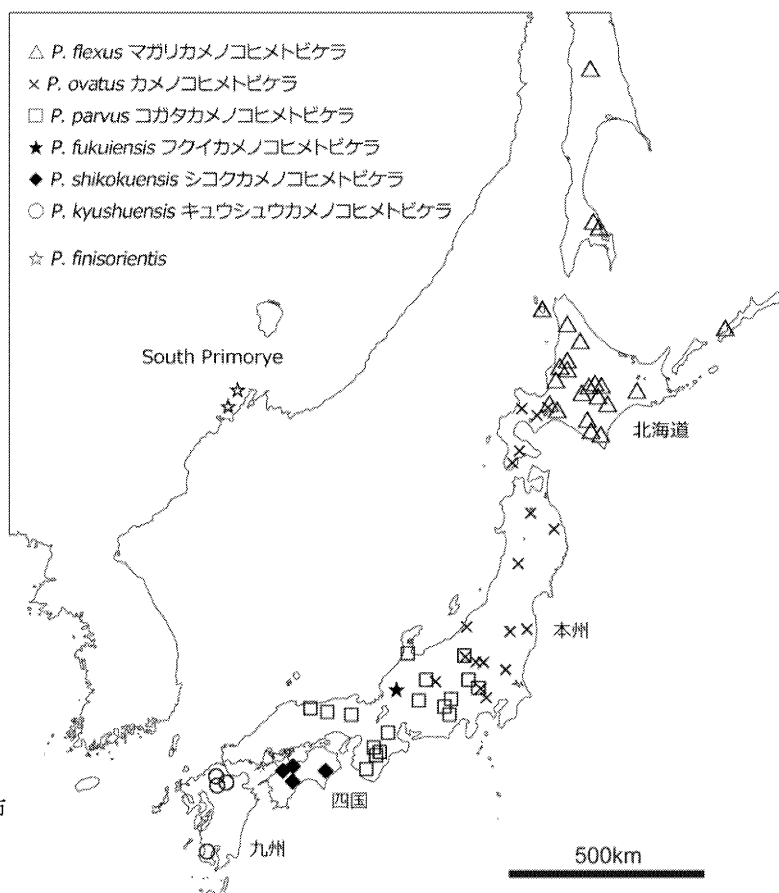 △ P. flexus マガリカメノコヒメトビケラ
× P. ovatus カメノコヒメトビケラ
□ P. parvus コガタカメノコヒメトビケラ
★ P. fukuiensis フクイカメノコヒメトビケラ
◆ P. shikokuensis シコクカメノコヒメトビケラ
○ P. kyushuensis キュウシュウカメノコヒメトビケラ
☆ P. finisorientis
South Primorye
北海道
本州
四国
九州
500km